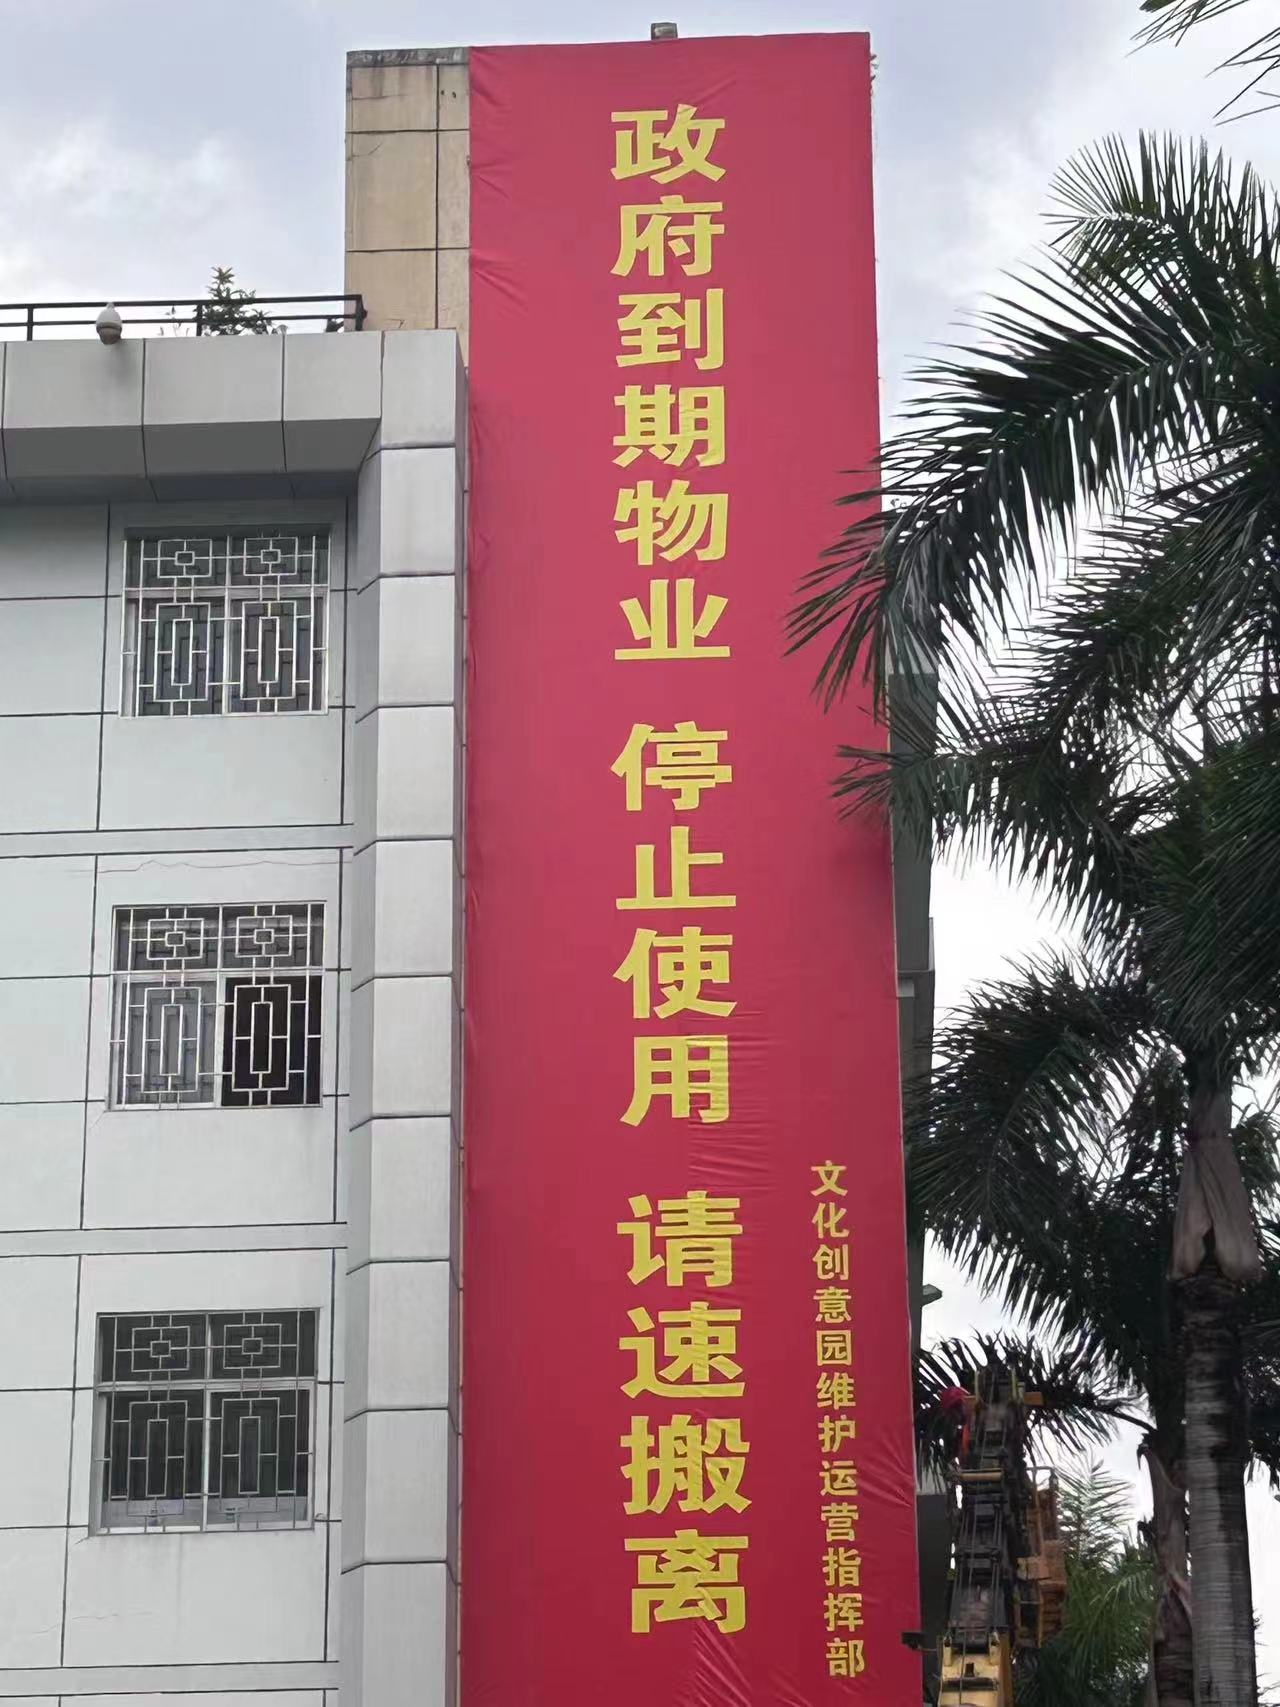 政府到期物业 停止使用 请速搬离
文化创意园维护运营指挥部